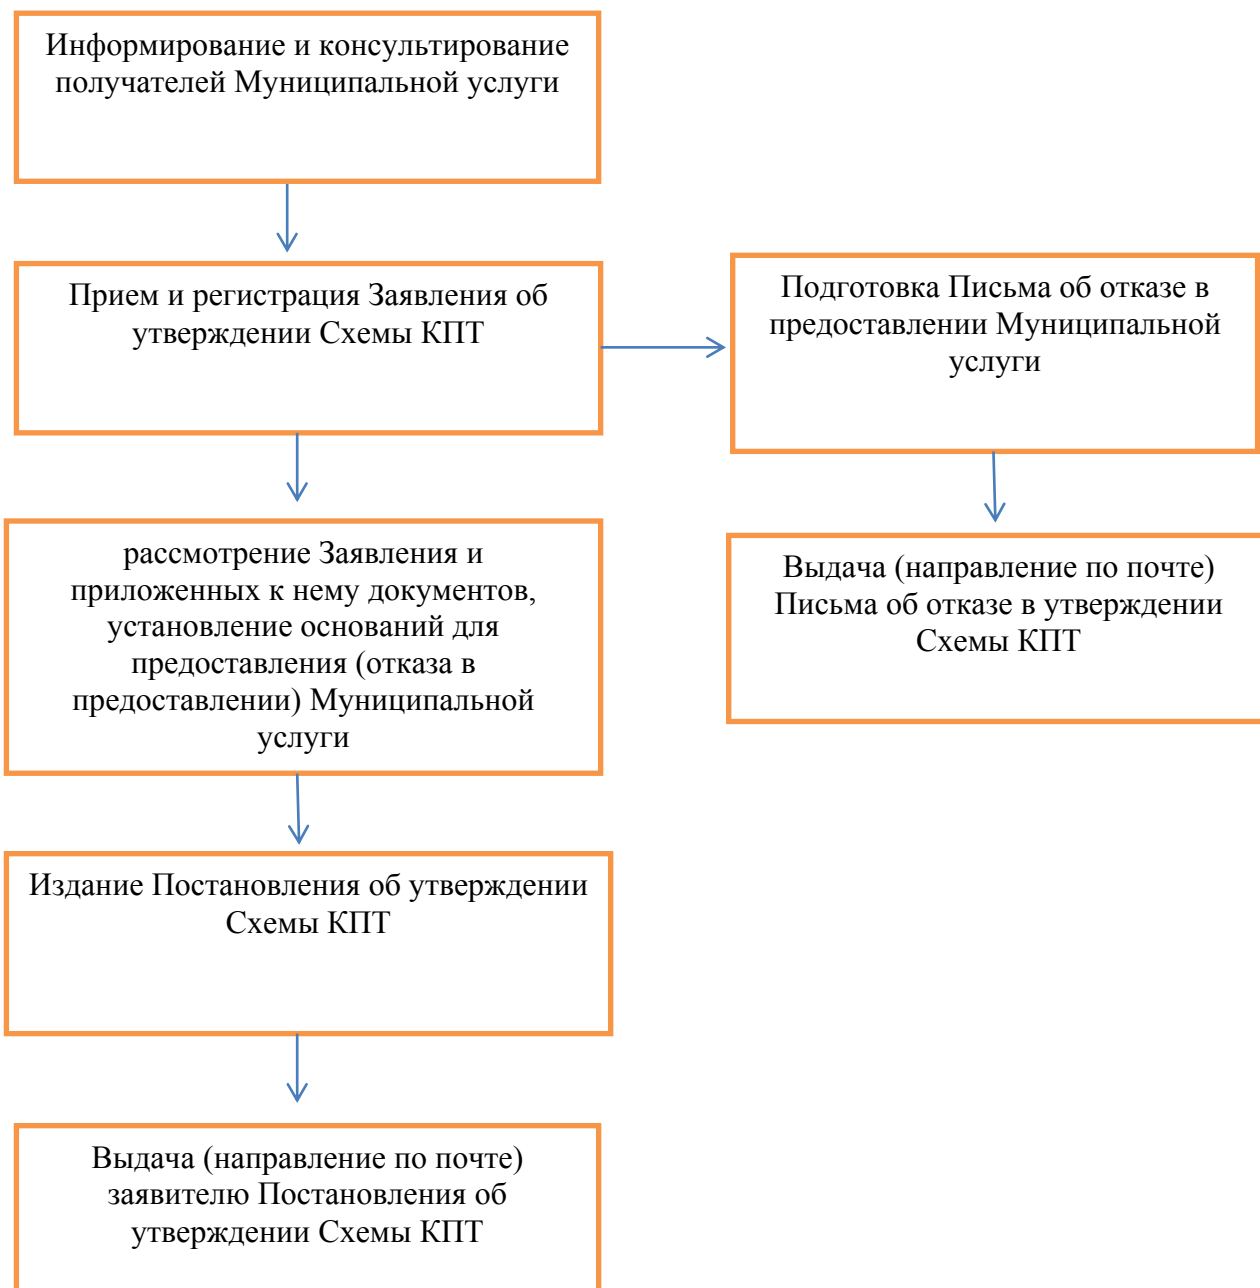 Информирование и консультирование
получателей Муниципальной услуги
Прием и регистрация Заявления об
утверждении Схемы КПТ
Подготовка Письма об отказе в
предоставлении Муниципальной
услуги
рассмотрение Заявления и
приложенных к нему документов,
установление оснований для
предоставления (отказа в
предоставлении) Муниципальной
услуги
Выдача (направление по почте)
Письма об отказе в утверждении
Схемы КПТ
Издание Постановления об утверждении
Схемы КПТ
Выдача (направление по почте)
заявителю Постановления об
утверждении Схемы КПТ